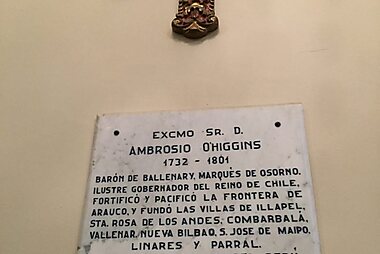 EXCMO SR. D.
AMBROSIO O'HIGGINS
1732 - 1801
BARÓN DE BALLENARY, MARQUÉS DE OSORNO.
ILUSTRE GOBERNADOR DEL REINO DE CHILE,
FORTIFICÓ Y PACIFICÓ LA FRONTERA DE
ARAUCO, Y FUNDÓ LAS VILLAS DE ILLAPEL,
STA. ROSA DE LOS ANDES, COMBARBALÁ,
VALLENAR, NUEVA BILBAO, S. JOSE DE MAIPO,
LINARES Y PARRAL.